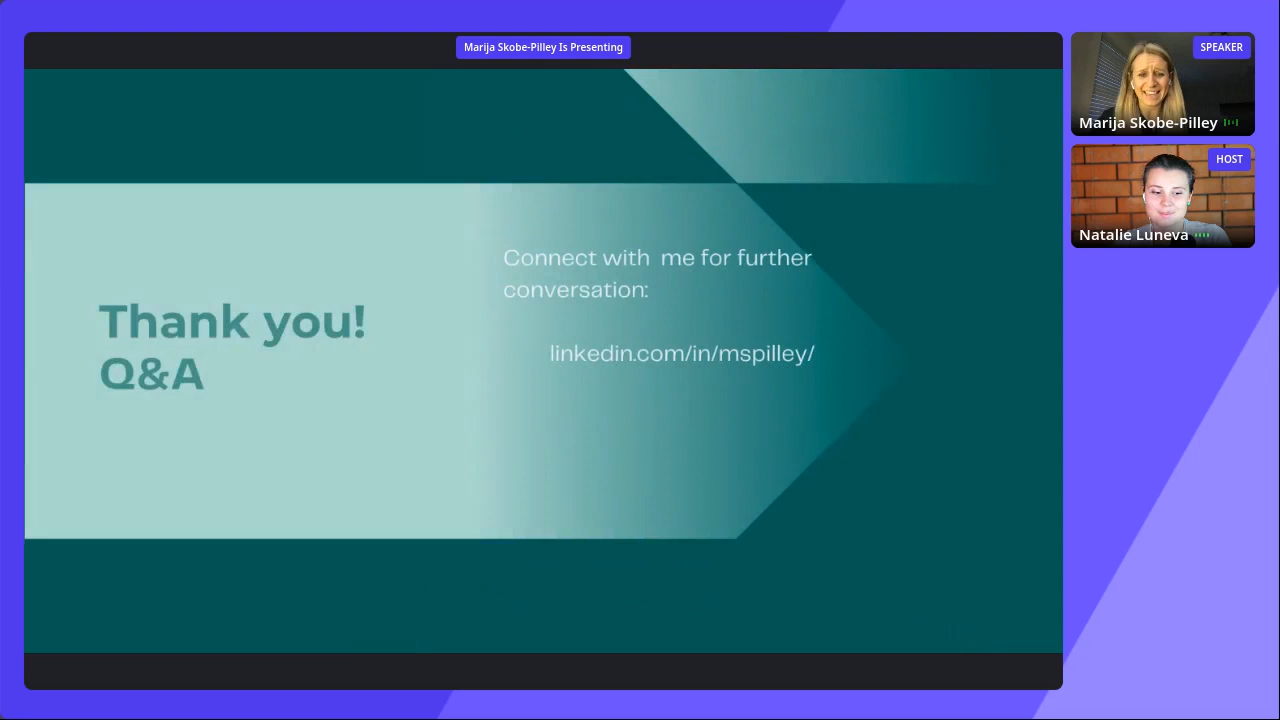 Marija Skobe-Pilley Is Presenting
SPEAKER
Marija Skobe-Pilley
HOST
Natalie Luneva
Connect with  me for further
conversation:
Thank you!
Q&A
linkedin.com/in/mspilley/